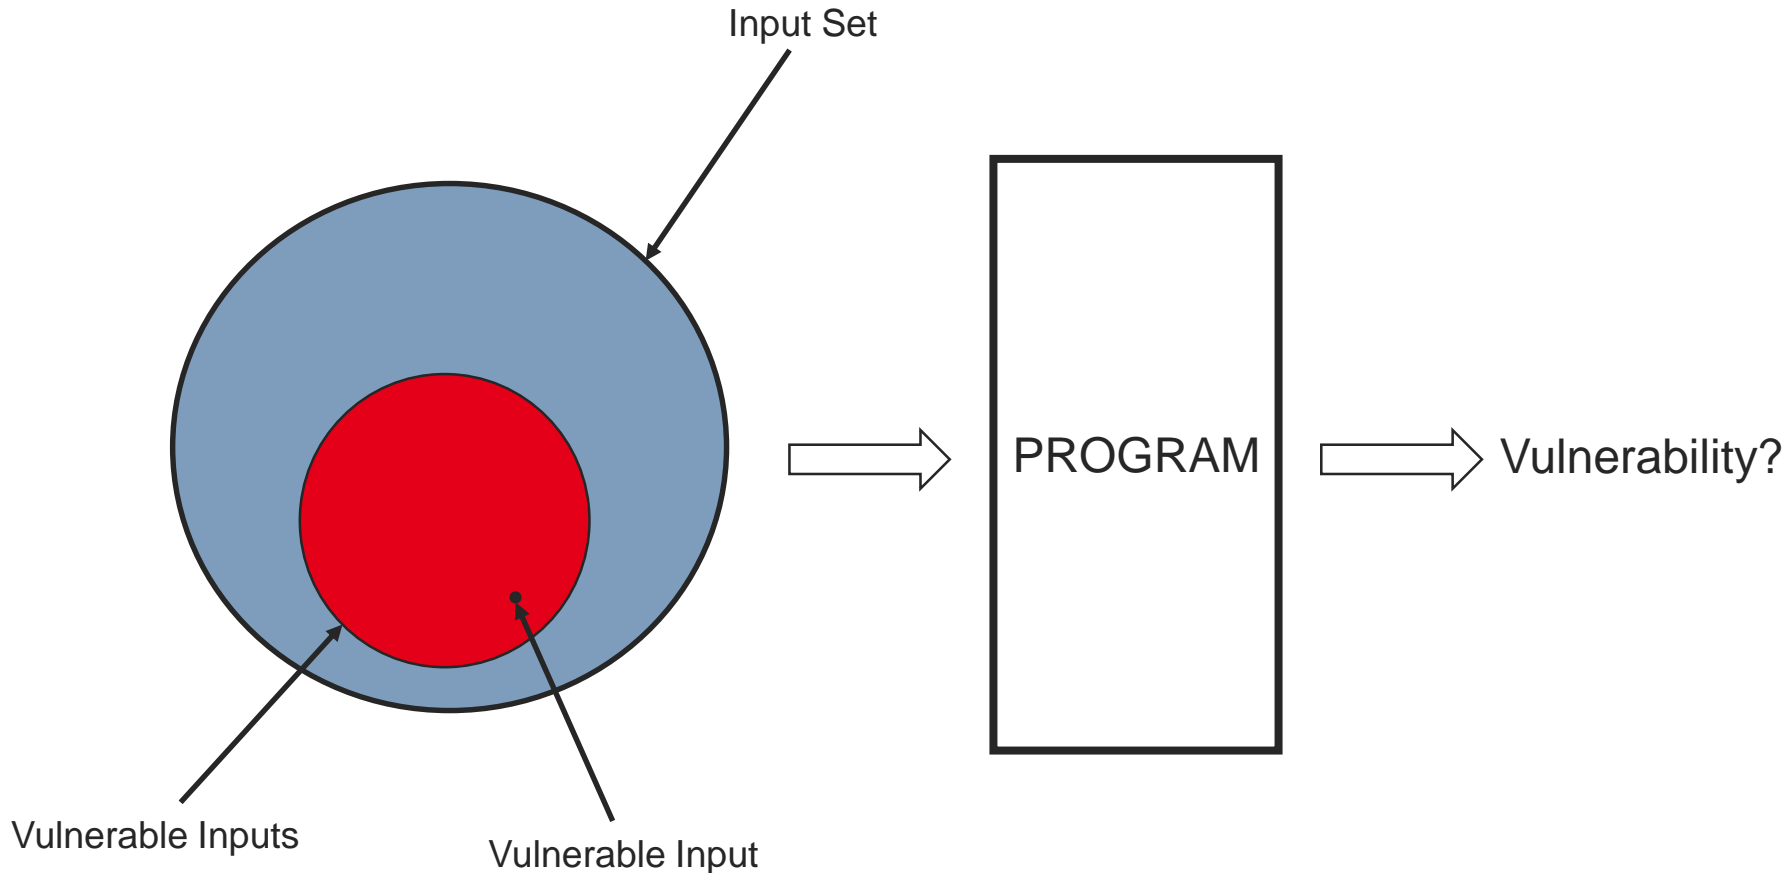 Input Set
PROGRAM
Vulnerability?
Vulnerable Inputs
Vulnerable Input